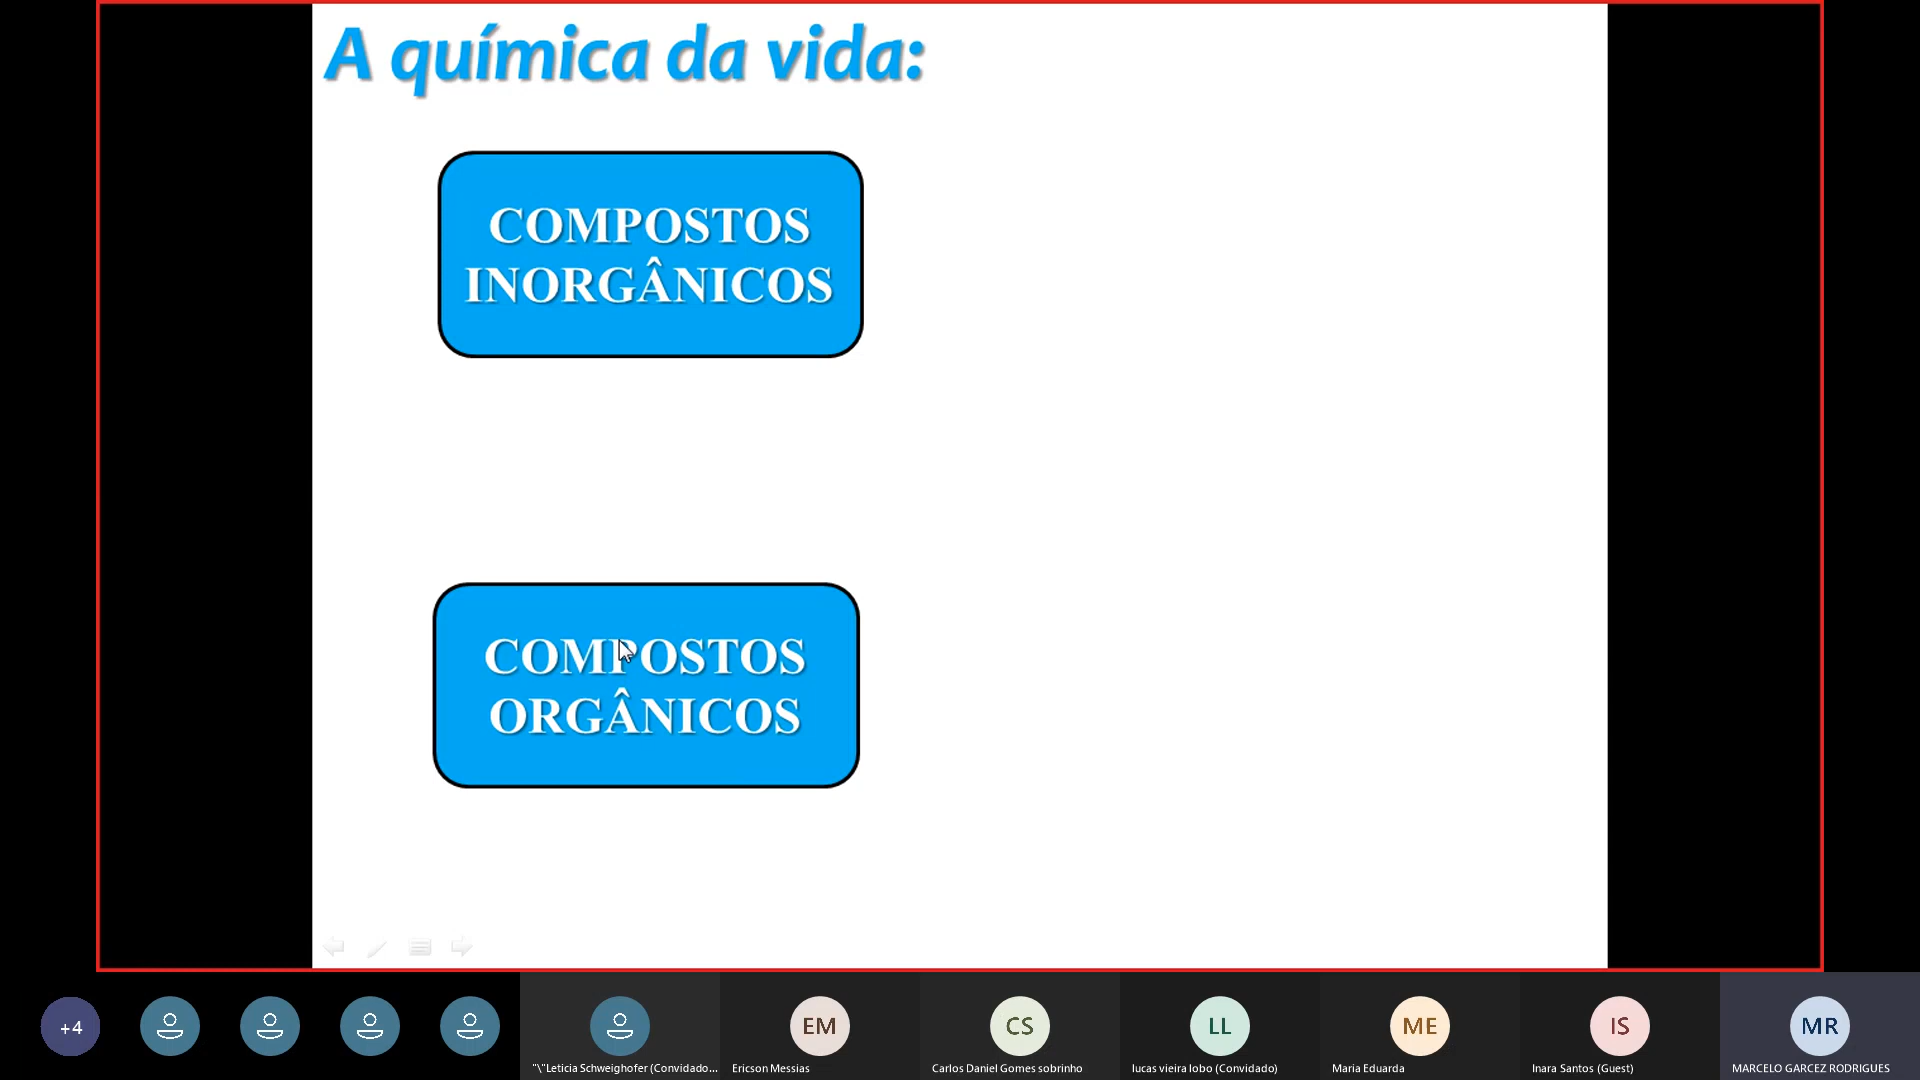 A química da vida:
COMPOSTOS
INORGÂNICOS
COMPOSTOS
ORGÂNICOS
+4
EM
CS
LL
ME
IS
MR
"\"Leticia Schweighofer (Convidado...
Ericson Messias
Carlos Daniel Gomes sobrinho
lucas vieira lobo (Convidado)
Maria Eduarda
Inara Santos (Guest)
MARCELO GARCEZ RODRIGUES